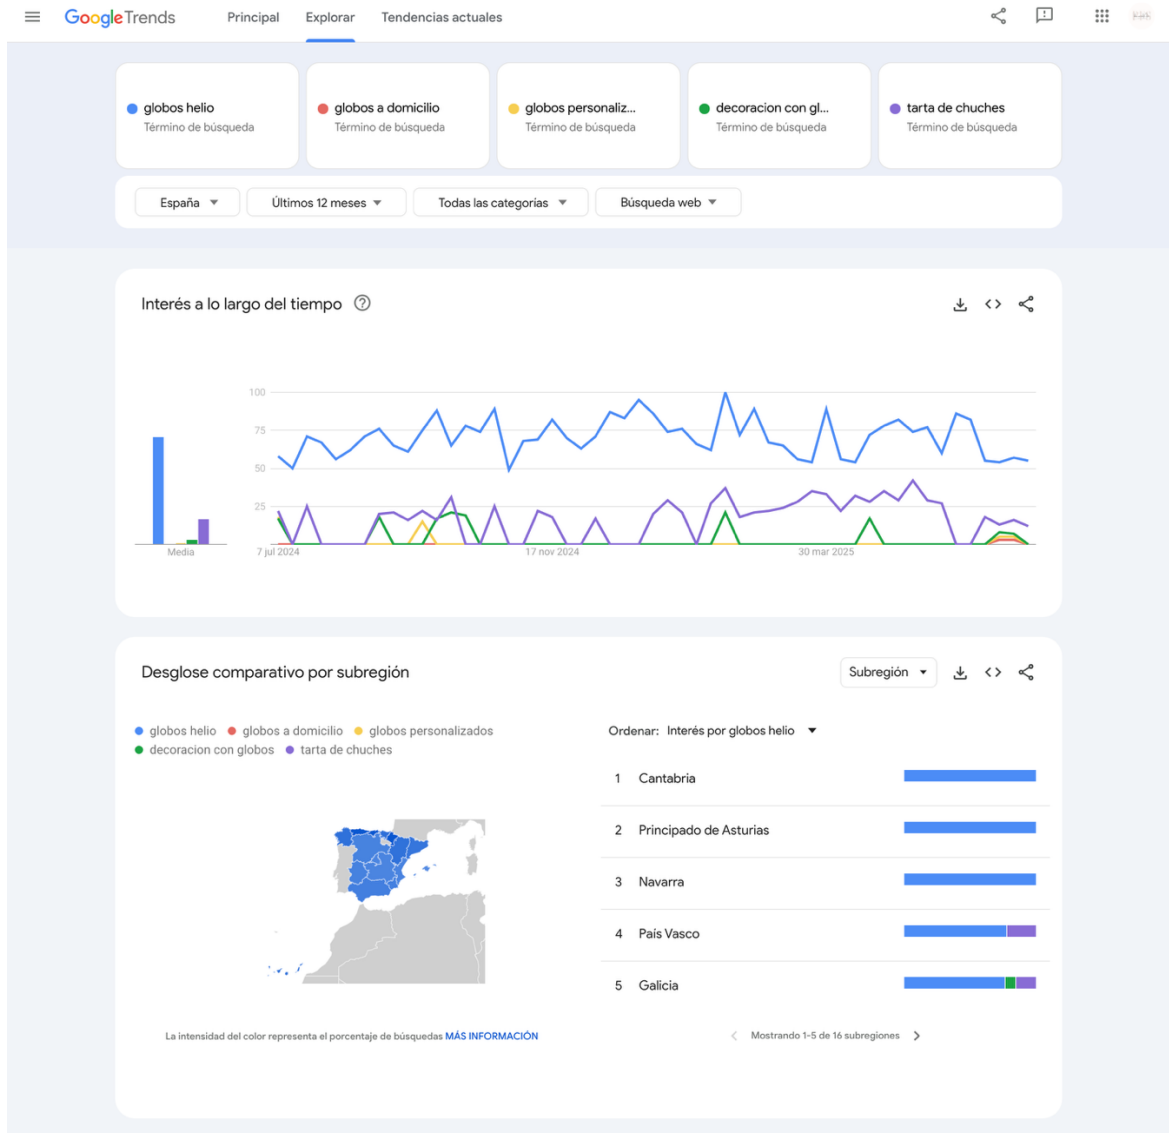 Google Trends Principal Explorar Tendencias actuales
globos helio
Término de búsqueda
globos a domicilio
Término de búsqueda
globos personaliz...
Término de búsqueda
decoracion con gl...
Término de búsqueda
tarta de chuches
Término de búsqueda
España Últimos 12 meses Todas las categorías Búsqueda web
Interés a lo largo del tiempo
100
75
50
25
Media
7 jul 2024 17 nov 2024 30 mar 2025
Desglose comparativo por subregión
Subregión
globos helio globos a domicilio globos personalizados
decoracion con globos tarta de chuches
La intensidad del color representa el porcentaje de búsquedas MÁS INFORMACIÓN
Ordenar: Interés por globos helio
1 Cantabria
2 Principado de Asturias
3 Navarra
4 País Vasco
5 Galicia
Mostrando 1-5 de 16 subregiones